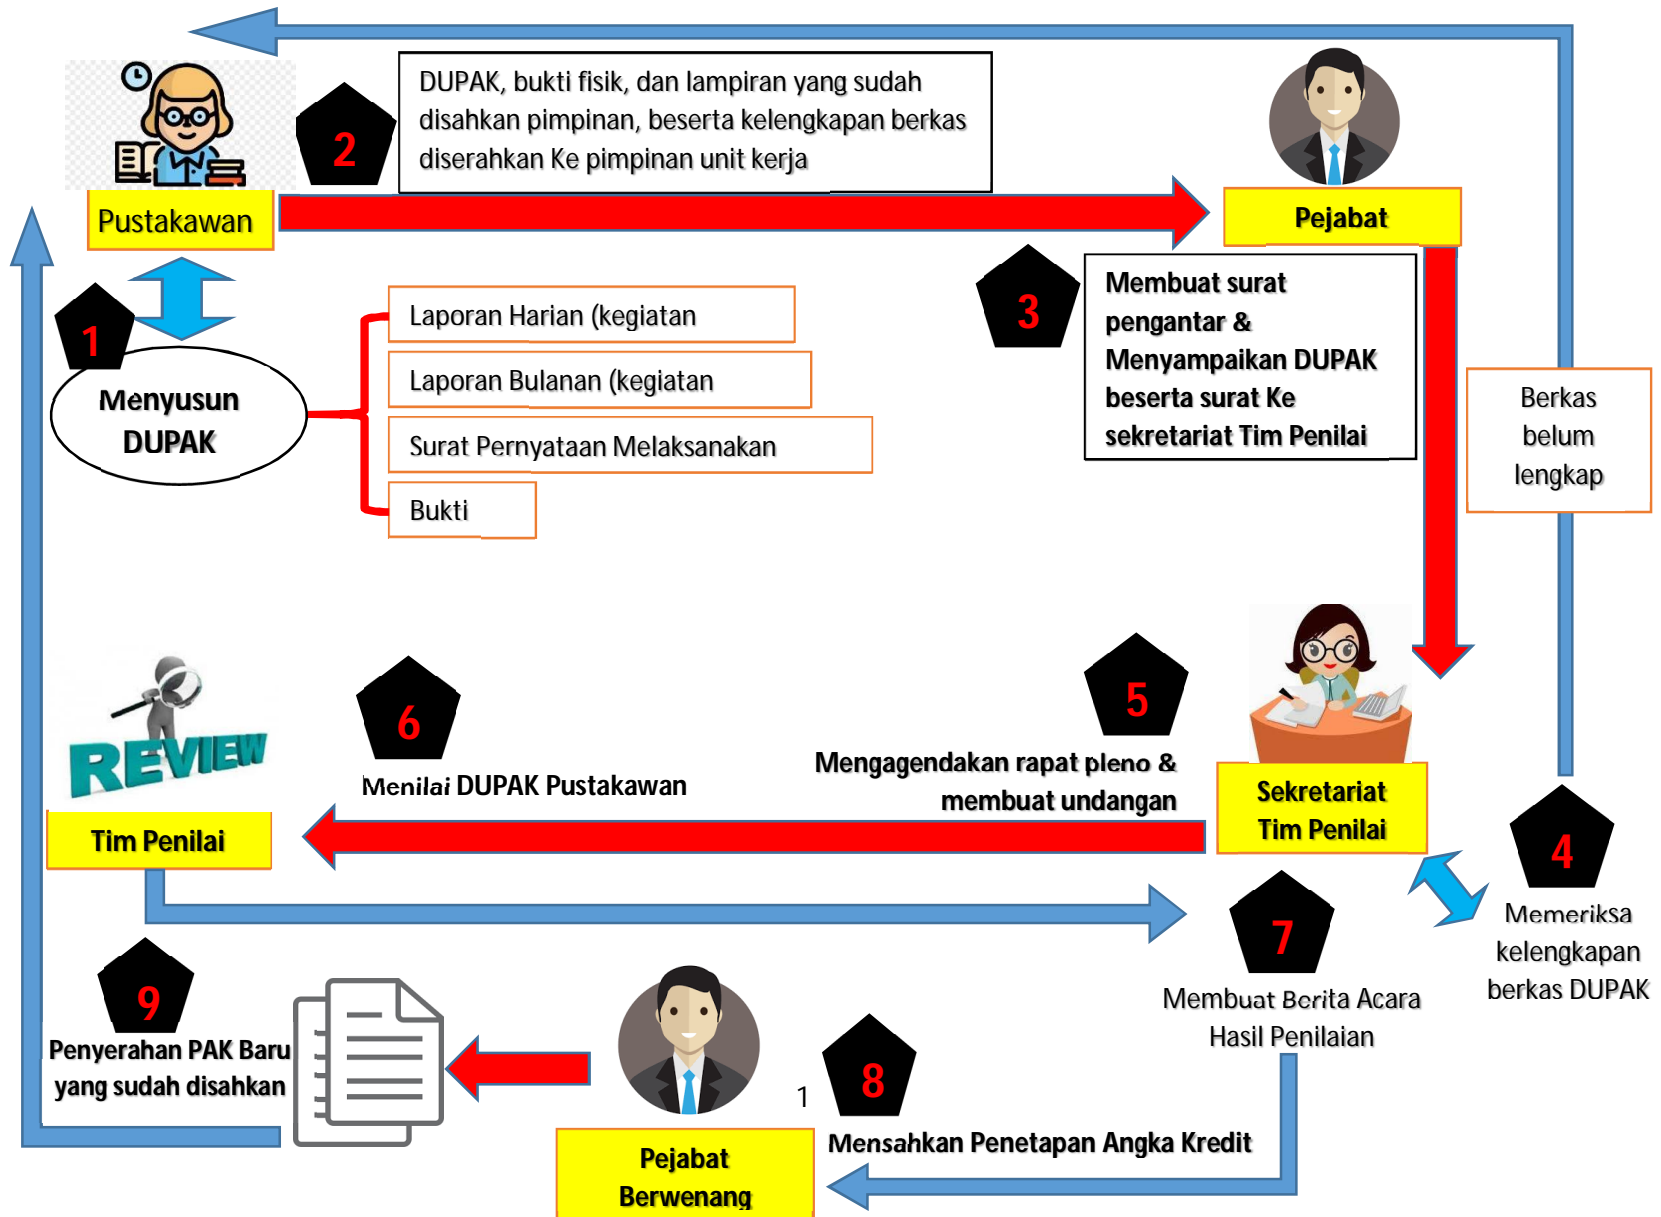 2
DUPAK, bukti fisik, dan lampiran yang sudah
disahkan pimpinan, beserta kelengkapan berkas
diserahkan Ke pimpinan unit kerja
Pustakawan
Pejabat
1
Menyusun
DUPAK
Laporan Harian (kegiatan
Laporan Bulanan (kegiatan
Surat Pernyataan Melaksanakan
Bukti
3
Membuat surat
pengantar &
Menyampaikan DUPAK
beserta surat Ke
sekretariat Tim Penilai
Berkas
belum
lengkap
REVIEW
Tim Penilai
6
Menilai DUPAK Pustakawan
5
Mengagendakan rapat pleno &
membuat undangan
Sekretariat
Tim Penilai
4
Memeriksa
kelengkapan
berkas DUPAK
7
Membuat Berita Acara
Hasil Penilaian
9
Penyerahan PAK Baru
yang sudah disahkan
1
8
Mensahkan Penetapan Angka Kredit
Pejabat
Berwenang